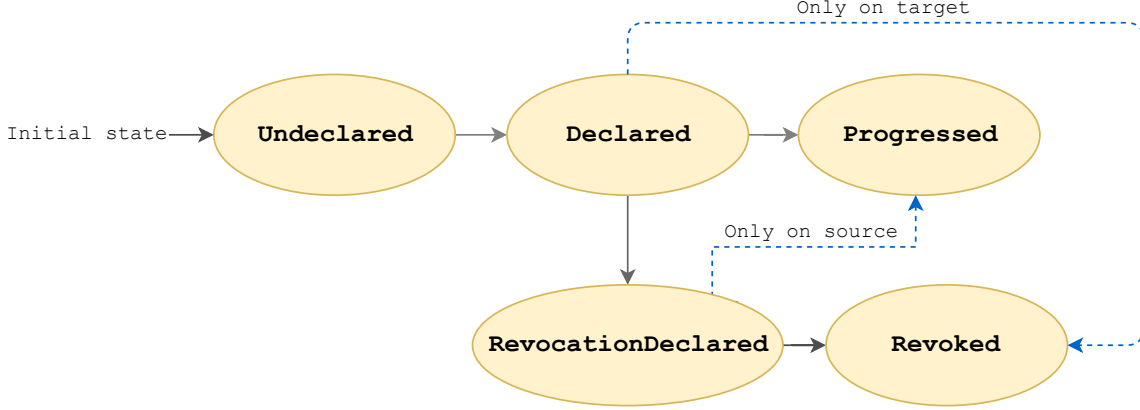 Only on target
Initial state
Undeclared
Declared
Progressed
Only on source
RevocationDeclared
Revoked